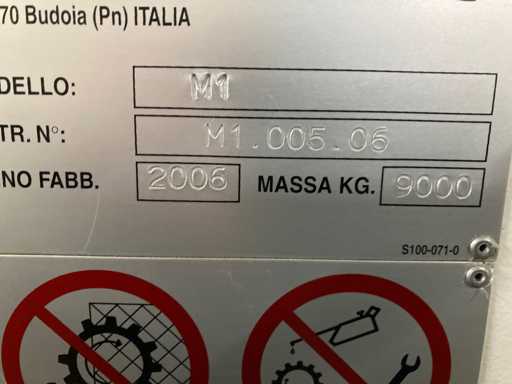 70 Budoia (Pn) ITALIA
DELLO: M1
TR. N°: M1.005.06
NO FABB. 2006 MASSA KG. 9000
S100-071-0